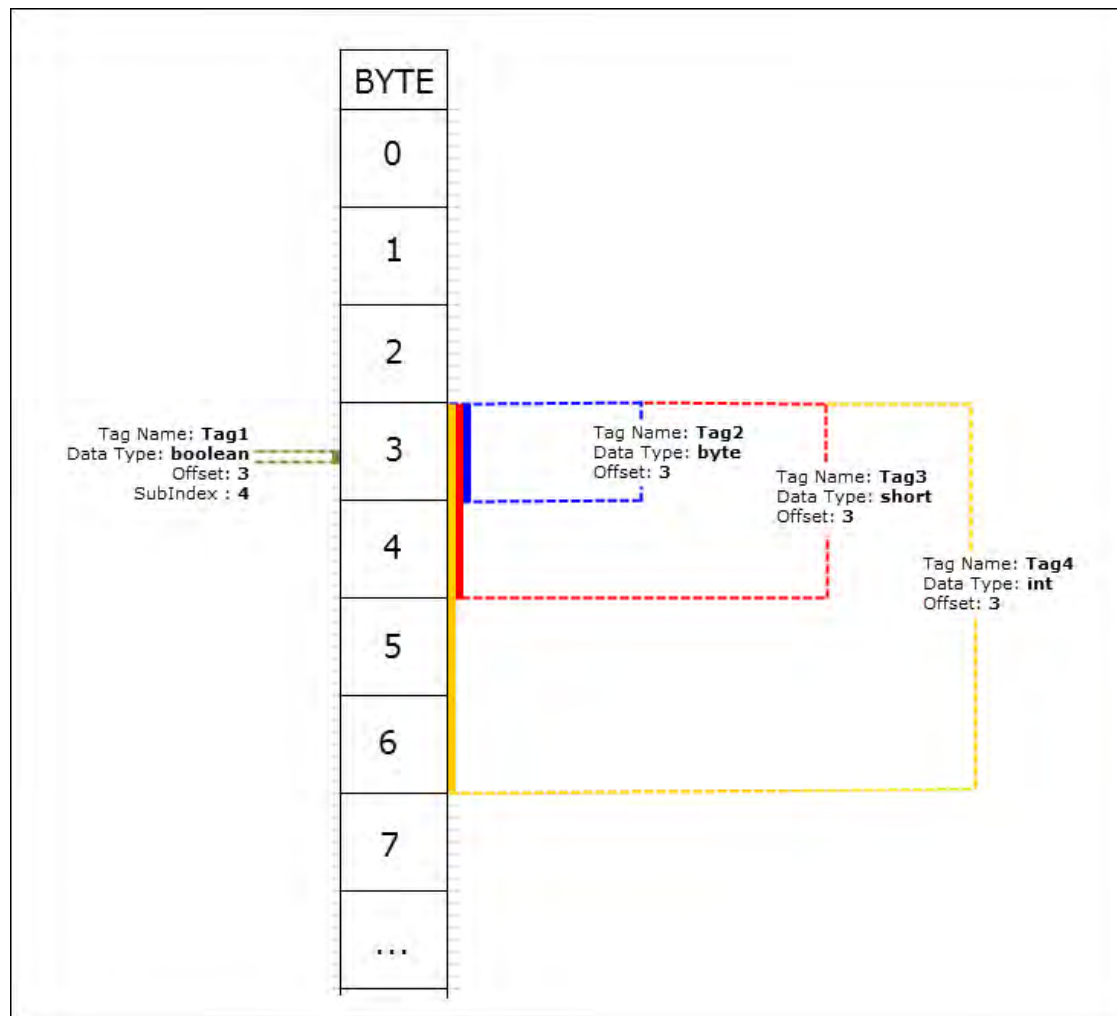 BYTE
0
1
2
3
4
5
6
7
...
Tag Name: Tag1
Data Type: boolean
Offset: 3
SubIndex : 4
Tag Name: Tag2
Data Type: byte
Offset: 3
Tag Name: Tag3
Data Type: short
Offset: 3
Tag Name: Tag4
Data Type: int
Offset: 3